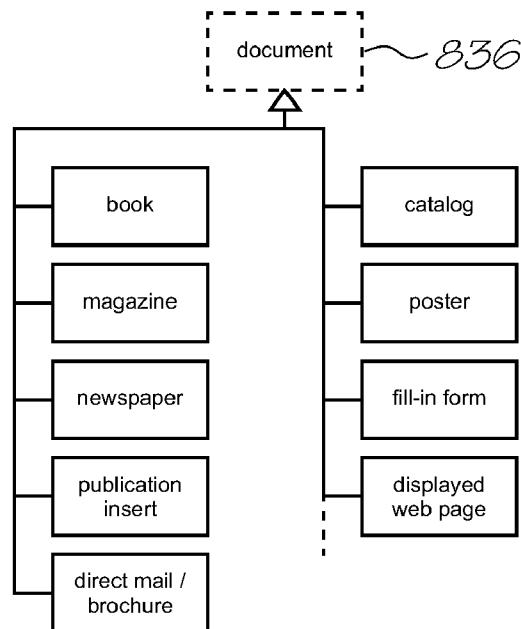 document
836
book
magazine
newspaper
publication
insert
direct mail /
brochure
catalog
poster
fill-in form
displayed
web page